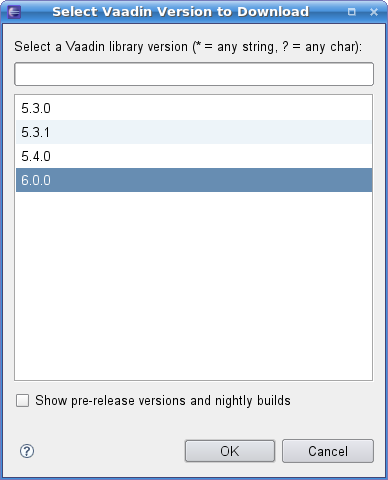 Select Vaadin Version to Download
Select a Vaadin library version (* = any string, ? = any char):
5.3.0
5.3.1
5.4.0
6.0.0
Show pre-release versions and nightly builds
?
OK
Cancel